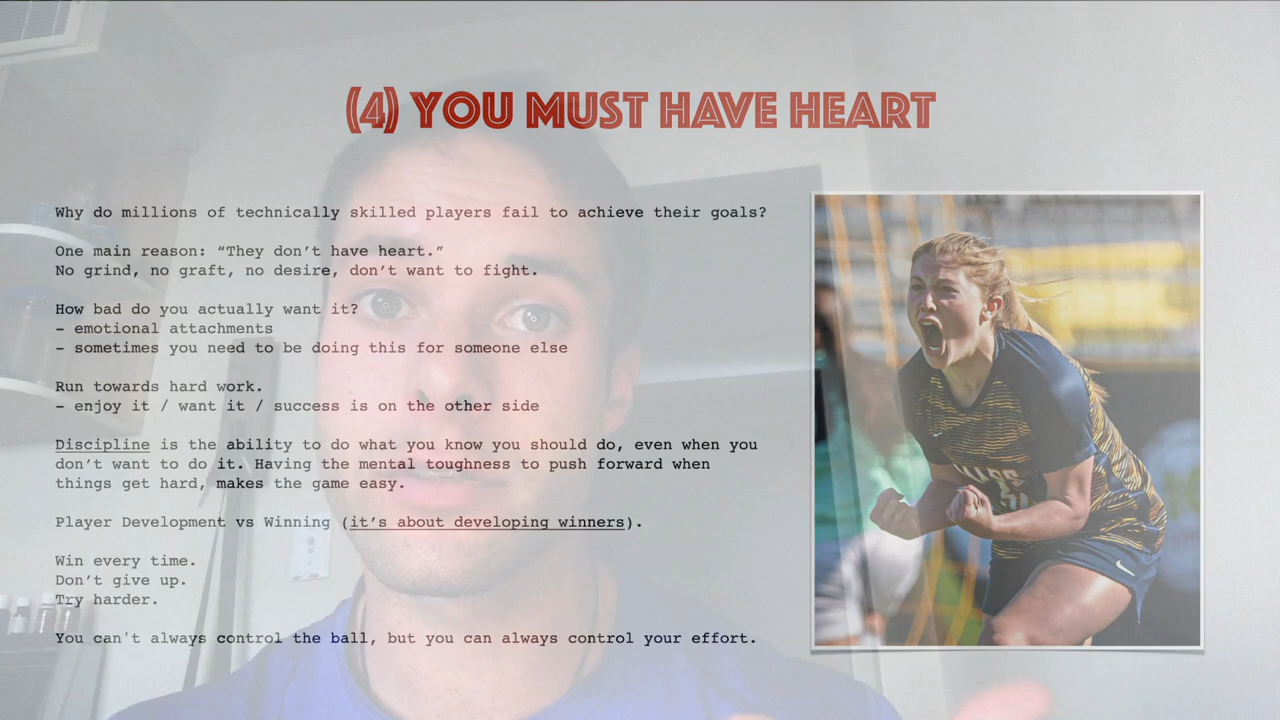 (4) YOU MUST HAVE HEART
Why do millions of technically skilled players fail to achieve their goals?
One main reason: “They don’t have heart.”
No grind, no graft, no desire, don’t want to fight.
How bad do you actually want it?
- emotional attachments
- sometimes you need to be doing this for someone else
Run towards hard work.
- enjoy it / want it / success is on the other side
Discipline is the ability to do what you know you should do, even when you
don’t want to do it. Having the mental toughness to push forward when
things get hard, makes the game easy.
Player Development vs Winning (it’s about developing winners).
Win every time.
Don’t give up.
Try harder.
You can't always control the ball, but you can always control your effort.